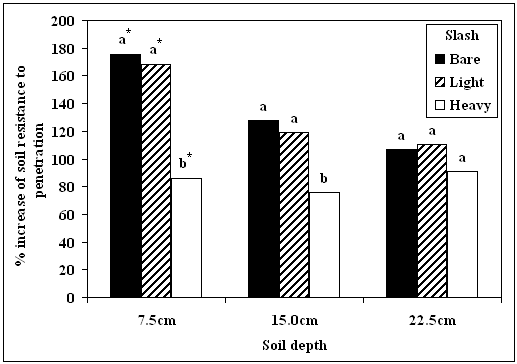 % increase of soil resistance to
penetration
200
180
160
140
120
100
80
60
40
20
0
a* a* b*
a a b
a a a
Slash
Bare
Light
Heavy
7.5cm 15.0cm 22.5cm
Soil depth